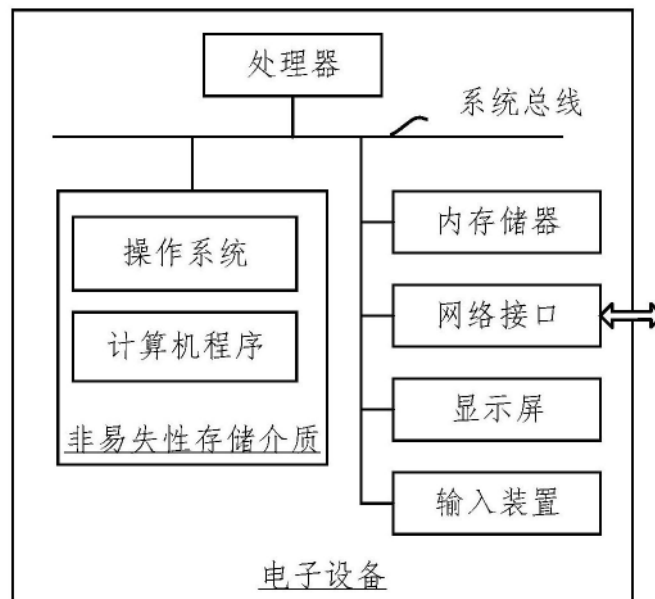 处理器
系统总线
操作系统
计算机程序
非易失性存储介质
内存储器
网络接口
显示屏
输入装置
电子设备